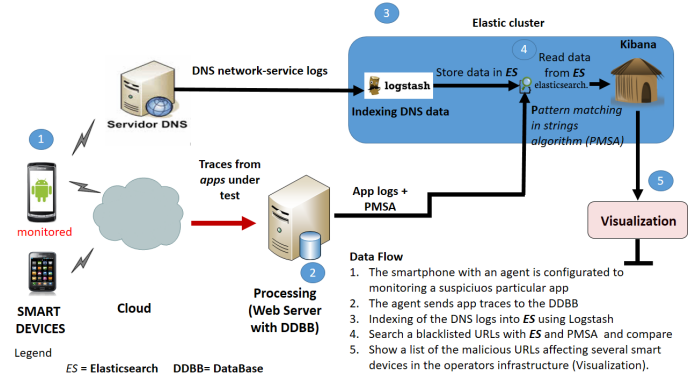 Elastic cluster
3
4
Kibana
DNS network-service logs
logstash
Store data in ES
Read data
from ES
elasticsearch.
Indexing DNS data
Servidor DNS
Pattern matching
in strings
algorithm (PMSA)
1
Traces from
apps under
test
App logs +
PMSA
5
monitored
Visualization
2
SMART
DEVICES
Cloud
Processing
(Web Server
with DDBB)
Data Flow
1. The smartphone with an agent is configurated to
monitoring a suspiciuos particular app
2. The agent sends app traces to the DDBB
3. Indexing of the DNS logs into ES using Logstash
4. Search a blacklisted URLs with ES and PMSA and compare
5. Show a list of the malicious URLs affecting several smart
devices in the operators infrastructure (Visualization).
Legend
ES = Elasticsearch DDBB= DataBase